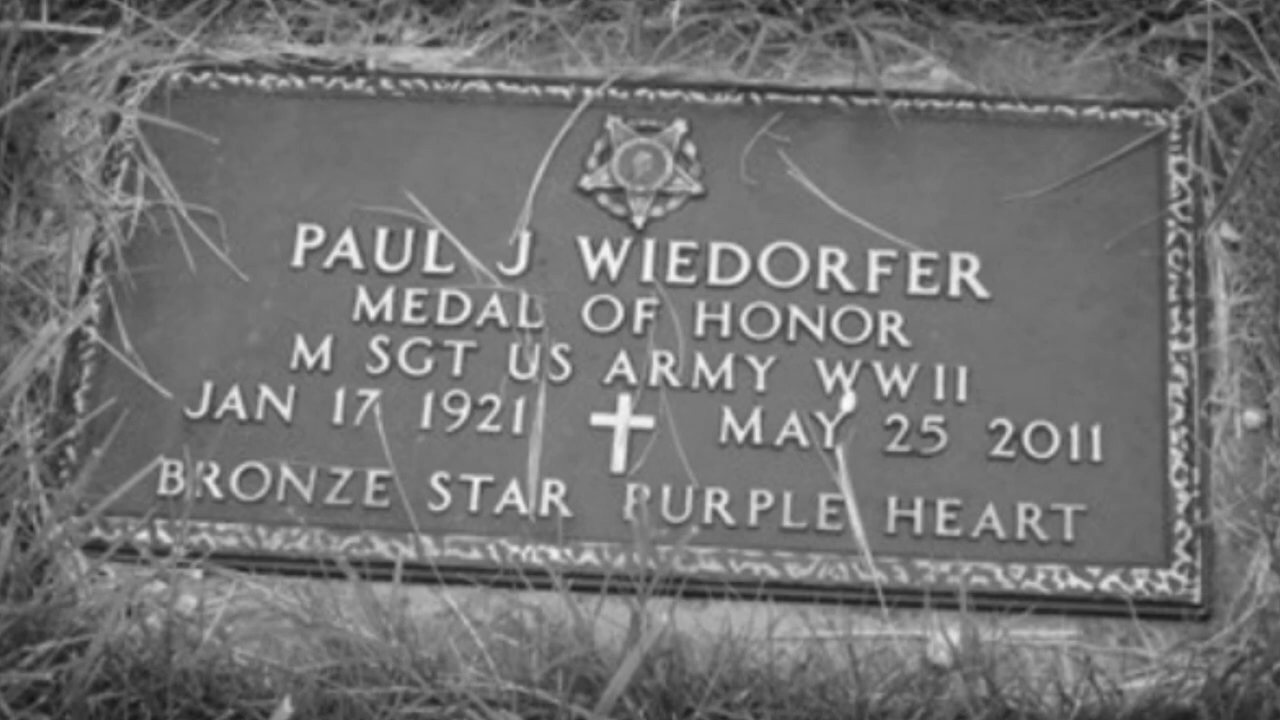 PAUL J WIEDORFER
MEDAL OF HONOR
M SGT US ARMY WWII
JAN 17 1921 MAY 25 2011
BRONZE STAR PURPLE HEART